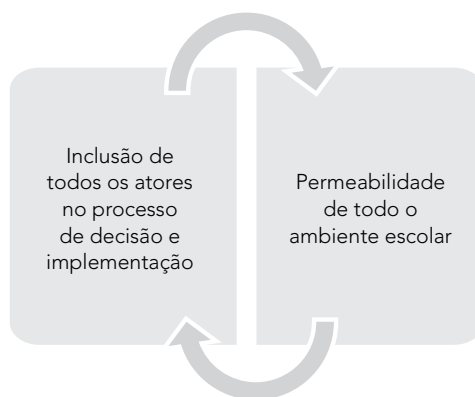 Inclusão de
todos os atores
no processo
de decisão e
implementação
Permeabilidade
de todo o
ambiente escolar